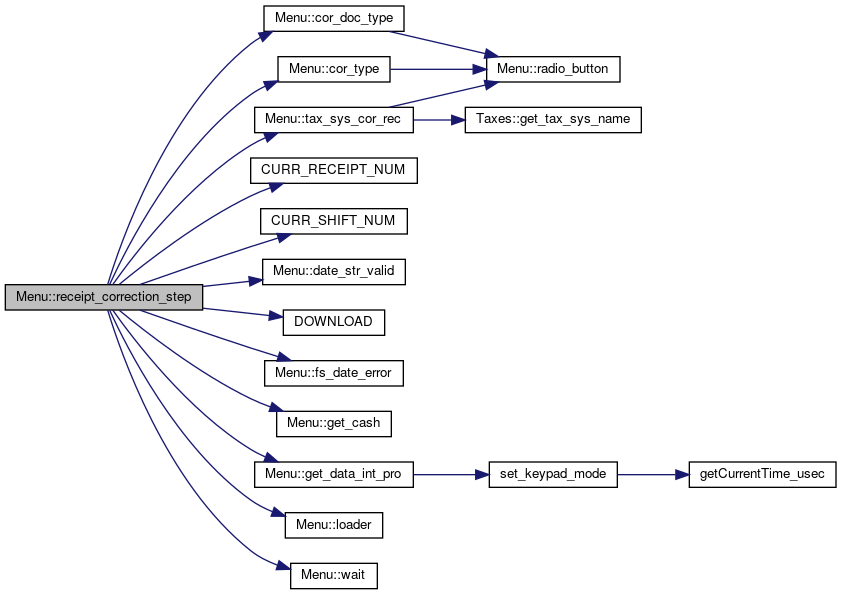 Menu::cor_doc_type
Menu::cor_type
Menu::radio_button
Menu::tax_sys_cor_rec
Taxes::get_tax_sys_name
CURR_RECEIPT_NUM
CURR_SHIFT_NUM
Menu::date_str_valid
Menu::receipt_correction_step
DOWNLOAD
Menu::fs_date_error
Menu::get_cash
Menu::get_data_int_pro
set_keypad_mode
getCurrentTime_usec
Menu::loader
Menu::wait